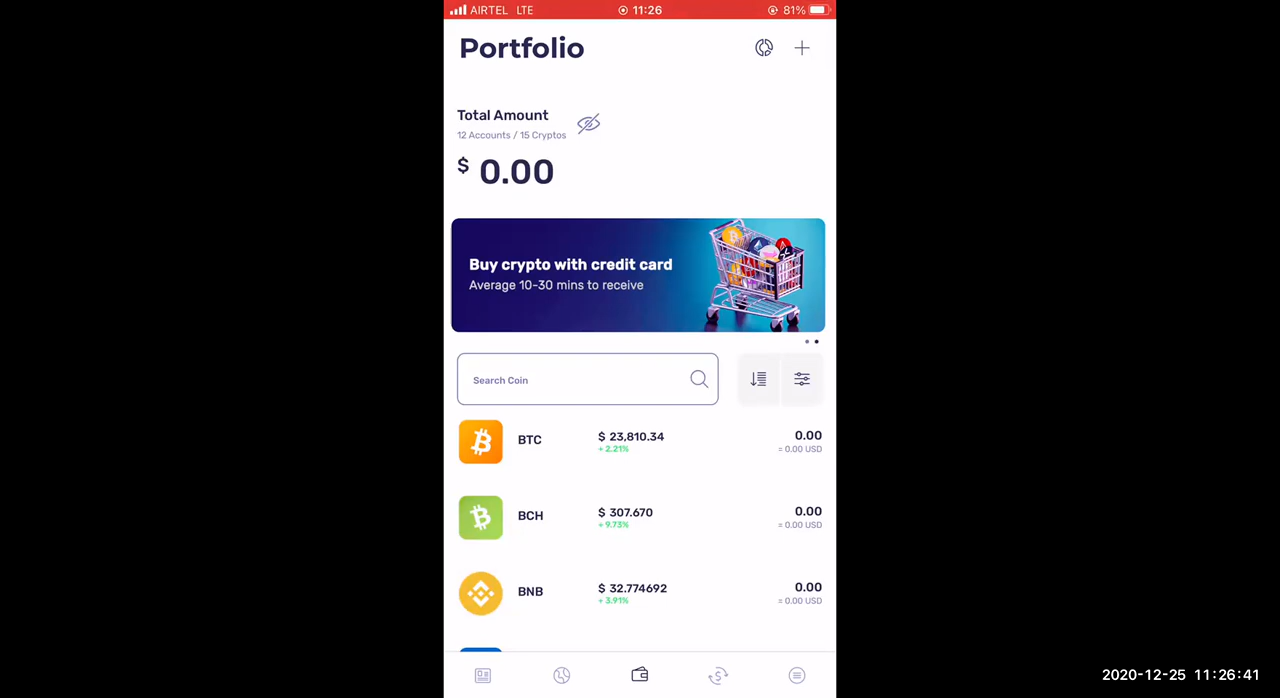 AIRTEL LTE 11:26 81%
Portfolio
Total Amount
12 Accounts / 15 Cryptos
$ 0.00
Buy crypto with credit card
Average 10-30 mins to receive
Search Coin
BTC $ 23,810.34 0.00
+ 2.21% = 0.00 USD
BCH $ 307.670 0.00
+ 9.73% = 0.00 USD
BNB $ 32.774692 0.00
+ 3.91% = 0.00 USD
2020-12-25 11:26:41